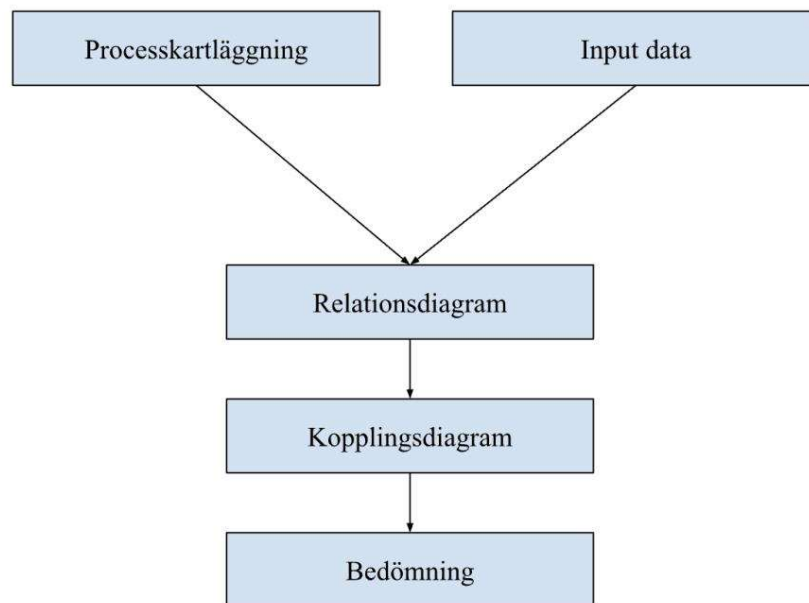 Processkartläggning
Input data
Relationsdiagram
Kopplingsdiagram
Bedömning